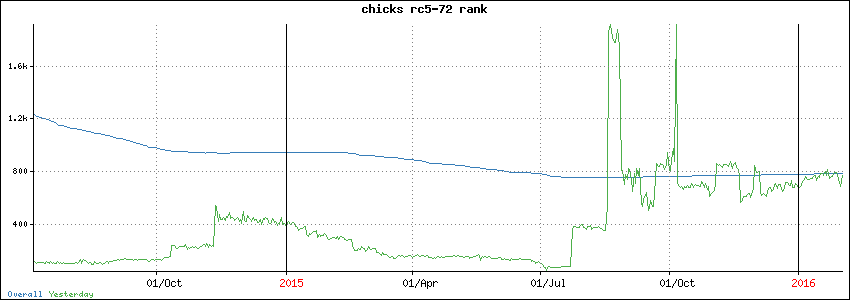 chicks rc5-72 rank
1.6k
1.2k
800
400
01/Oct 2015 01/Apr 01/Jul 01/Oct 2016
Overall Yesterday